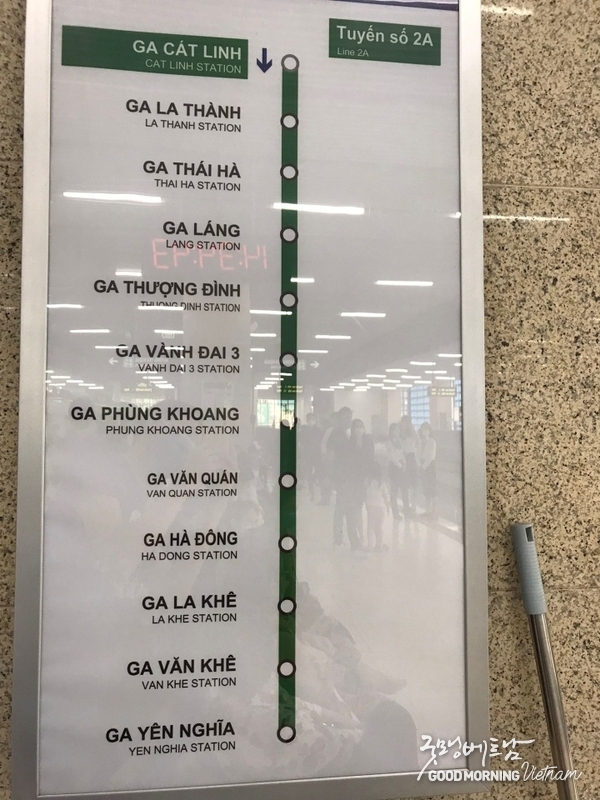 GA CÁT LINH
CAT LINH STATION
Tuyến số 2A
Line 2A
GA LA THÀNH
LA THANH STATION
GA THÁI HÀ
THAI HA STATION
GA LÁNG
LANG STATION
GA THƯỢNG ĐÌNH
THUONG DINH STATION
GA VÀNH ĐAI 3
VANH DAI 3 STATION
GA PHÙNG KHOANG
PHUNG KHOANG STATION
GA VĂN QUÁN
VAN QUAN STATION
GA HÀ ĐÔNG
HA DONG STATION
GA LA KHÊ
LA KHE STATION
GA VĂN KHÊ
VAN KHE STATION
GA YÊN NGHĨA
YEN NGHIA STATION
굿모닝베트남
GOOD MORNING Vietnam